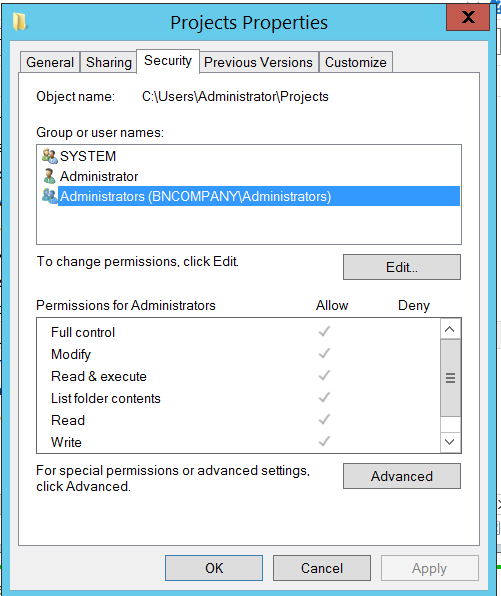 Projects Properties
X
General Sharing Security Previous Versions Customize
Object name: C:\Users\Administrator\Projects
Group or user names:
SYSTEM
Administrator
Administrators (BNCOMPANY\Administrators)
To change permissions, click Edit.
Edit...
Permissions for Administrators Allow Deny
Full control
Modify
Read & execute
List folder contents
Read
Write
For special permissions or advanced settings,
click Advanced.
Advanced
OK Cancel Apply